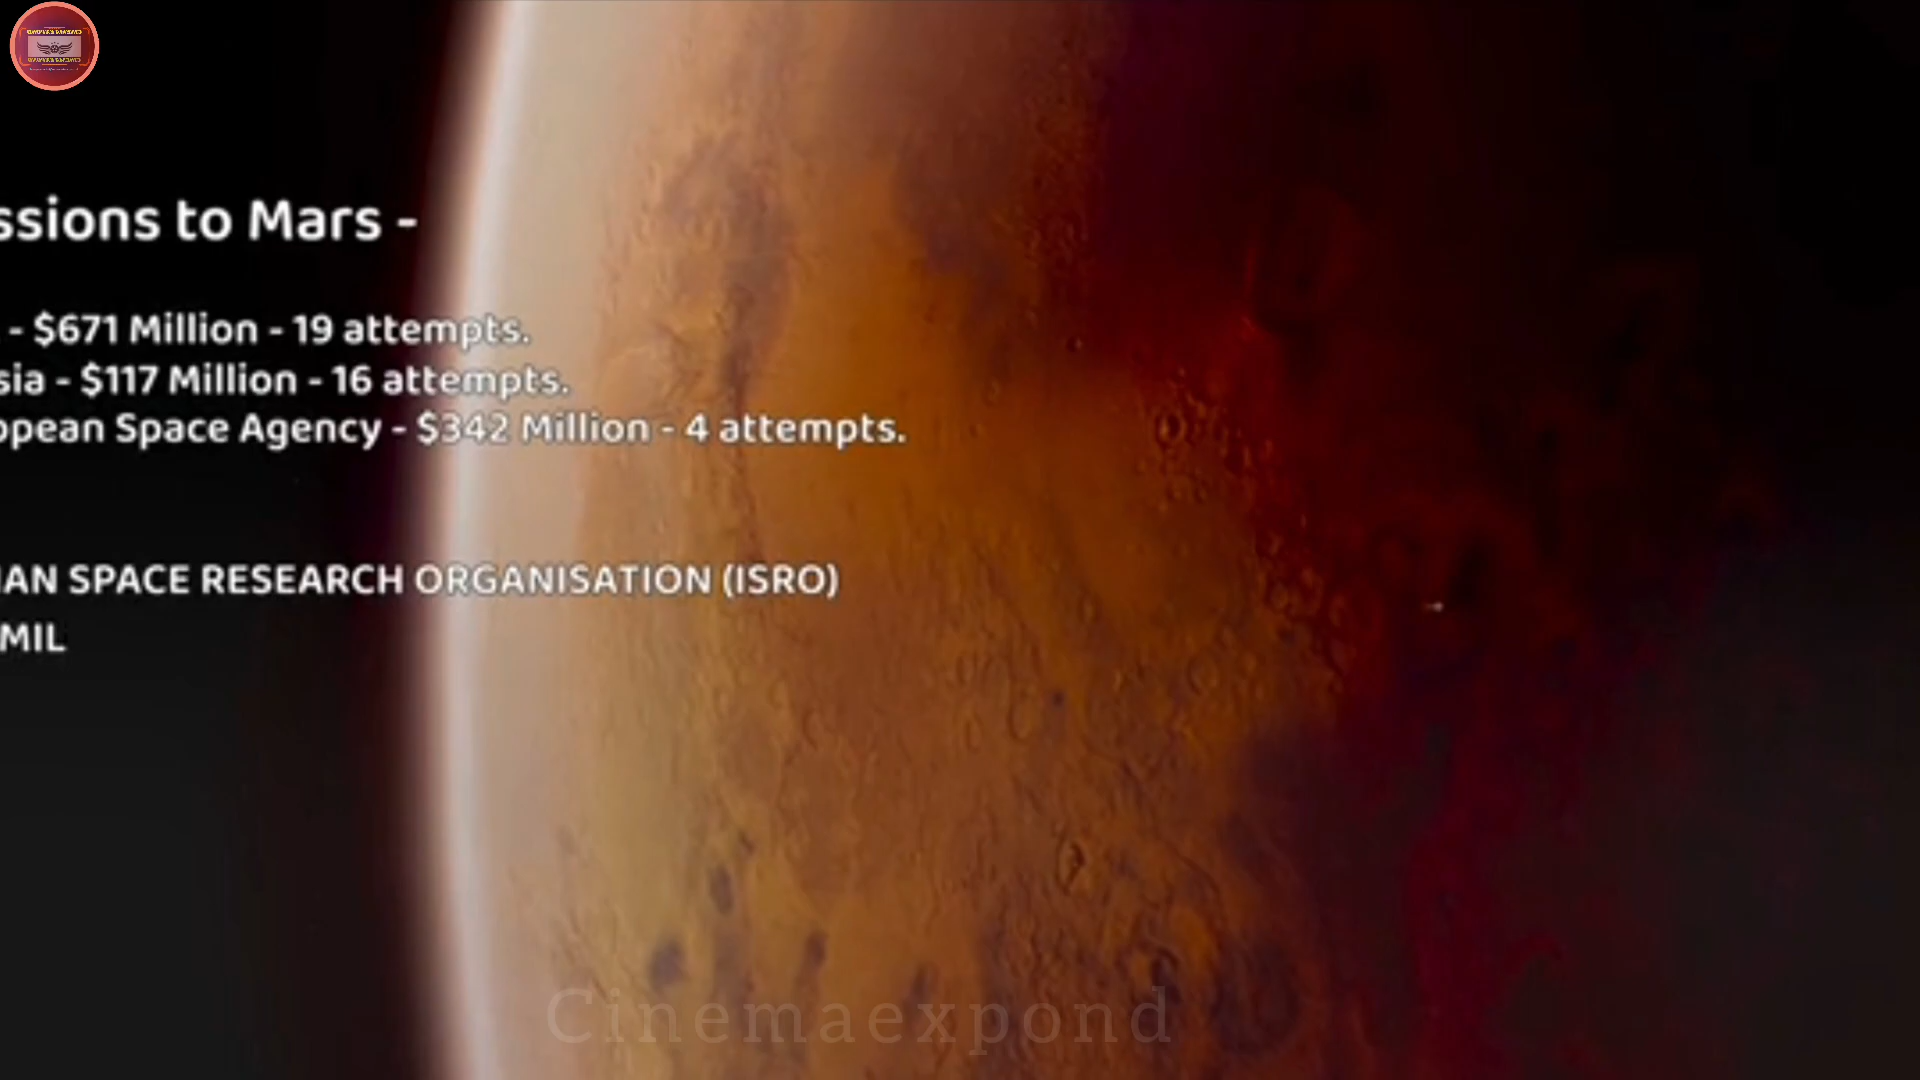 ssions to Mars -
- $671 Million - 19 attempts.
sia - $117 Million - 16 attempts.
opean Space Agency - $342 Million - 4 attempts.
IAN SPACE RESEARCH ORGANISATION (ISRO)
MIL
Cinemaexpond